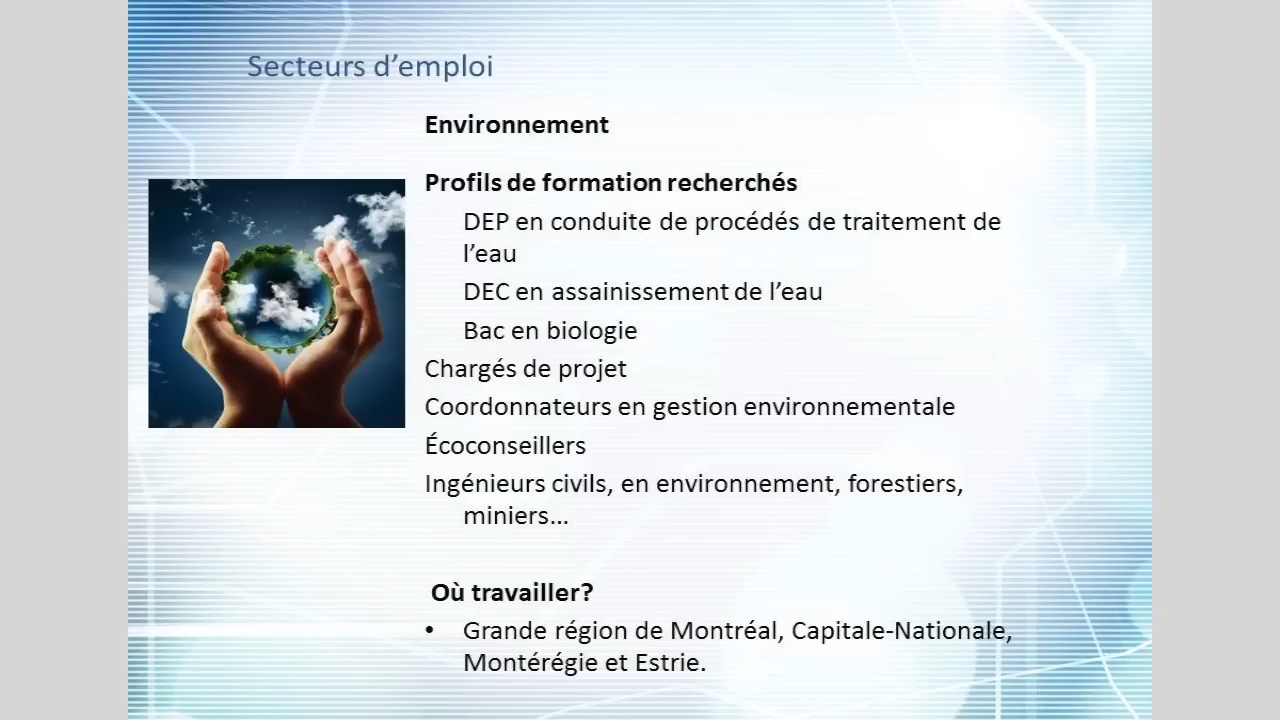 Secteurs d’emploi
Environnement
Profils de formation recherchés
DEP en conduite de procédés de traitement de
l’eau
DEC en assainissement de l’eau
Bac en biologie
Chargés de projet
Coordonnateurs en gestion environnementale
Écoconseillers
Ingénieurs civils, en environnement, forestiers,
miniers…
Où travailler?
• Grande région de Montréal, Capitale-Nationale,
Montérégie et Estrie.